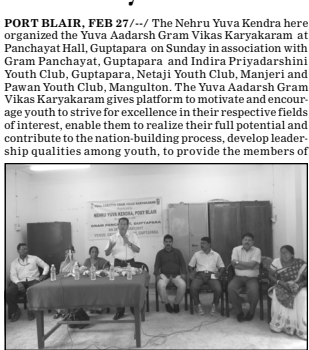 PORT BLAIR, FEB 27/--/ The Nehru Yuva Kendra here
organized the Yuva Aadarsh Gram Vikas Karyakaram at
Panchayat Hall, Guptapara on Sunday in association with
Gram Panchayat, Guptapara and Indira Priyadarshini
Youth Club, Guptapara, Netaji Youth Club, Manjeri and
Pawan Youth Club, Mangulton. The Yuva Aadarsh Gram
Vikas Karyakaram gives platform to motivate and encour-
age youth to strive for excellence in their respective fields
of interest, enable them to realize their full potential and
contribute to the nation-building process, develop leader-
ship qualities among youth, to provide the members of
NEHRU YUVA KENDRA, PORT BLAIR